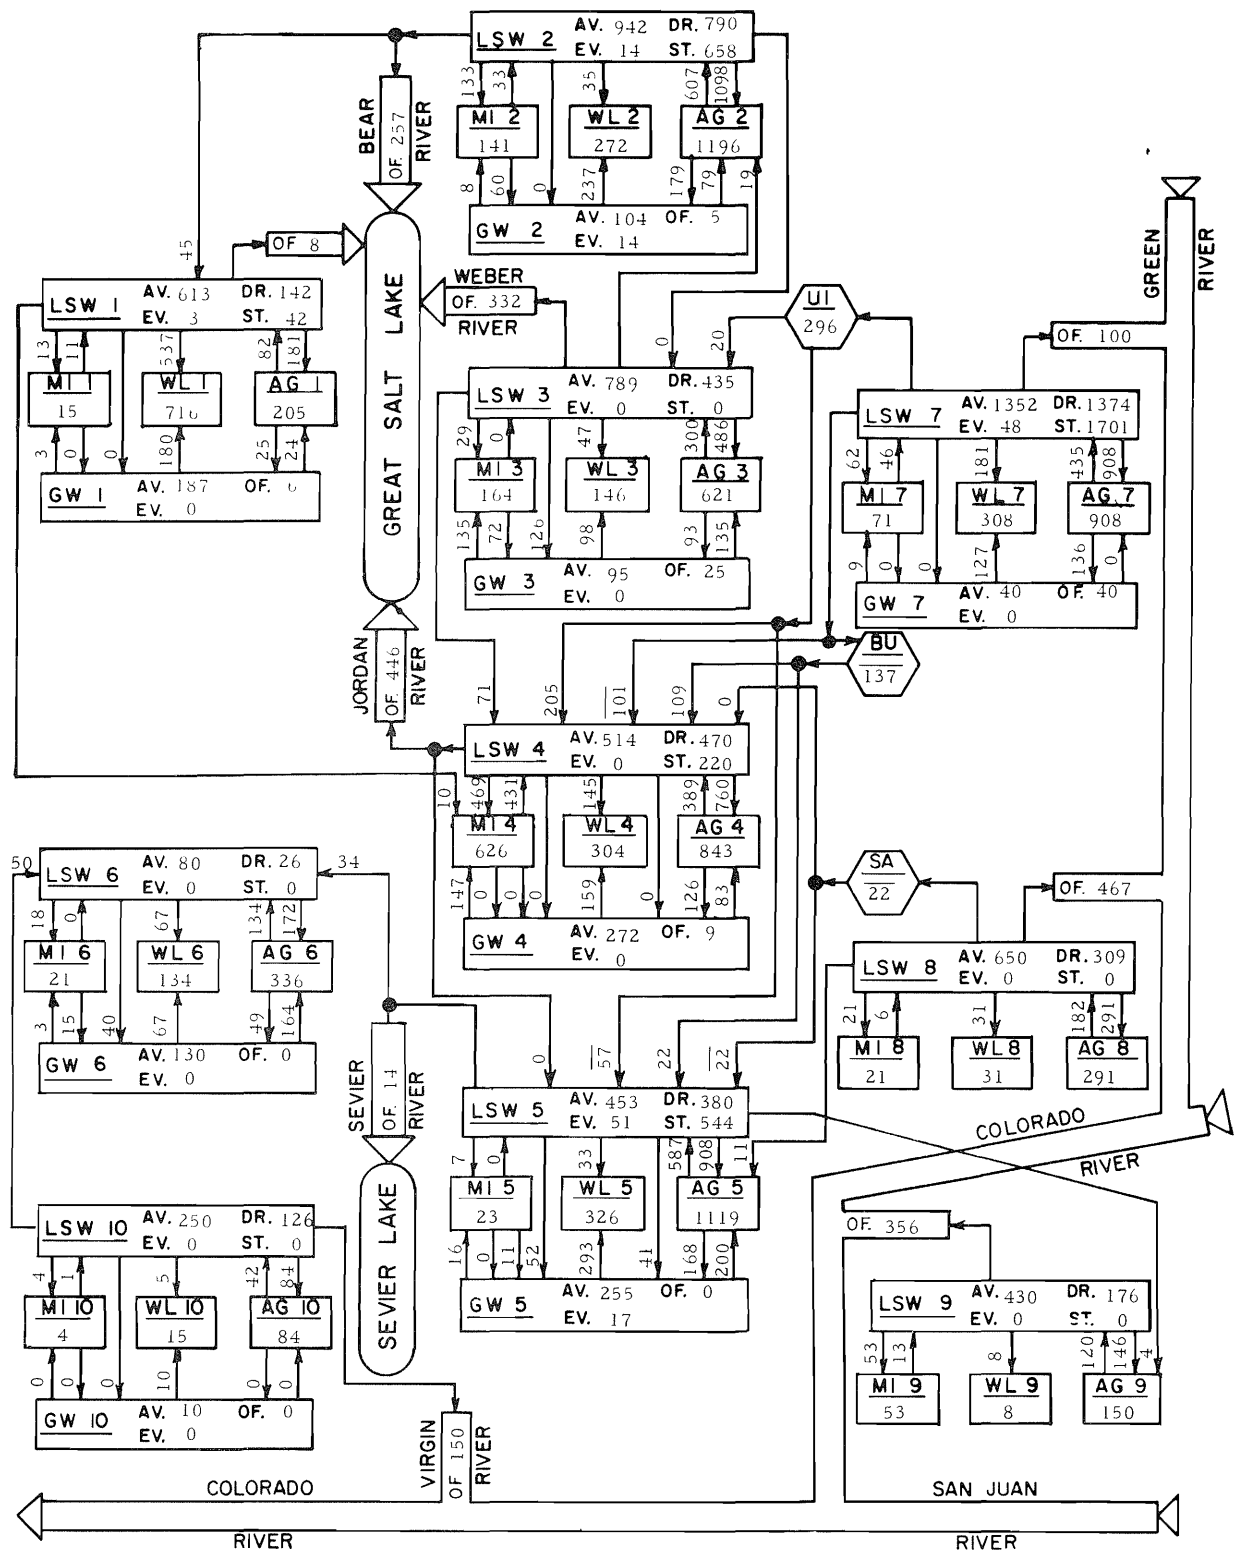 LSW 2 AV. 942 DR. 790
EV. 14 ST. 658
133 33 35 607 1098
MI 2 WL 2 AG 2
141 272 1196
8 60 0 237 179 79 19
GW 2 AV. 104 OF. 5
EV. 14
BEAR
OF. 257
RIVER
45
OF 8
LSW 1 AV. 613 DR. 142
EV. 3 ST. 42
13 11 537 82 181
MI 1 WL 1 AG 1
15 716 205
3 0 0 180 25 24
GW 1 AV. 187 OF. 6
EV. 0
GREAT SALT LAKE
WEBER
OF. 332
RIVER
0 20
UI
296
LSW 3 AV. 789 DR. 435
EV. 0 ST. 0
29 0 47 300 486
MI 3 WL 3 AG 3
164 146 621
135 72 126 98 93 135
GW 3 AV. 95 OF. 25
EV. 0
GREEN
RIVER
OF. 100
LSW 7 AV. 1352 DR. 1374
EV. 48 ST. 1701
62 46 181 435 908
MI 7 WL 7 AG 7
71 308 908
9 0 0 127 136 0
GW 7 AV. 40 OF. 40
EV. 0
BU
137
JORDAN
OF. 446
RIVER
71 205 101 109 0
LSW 4 AV. 514 DR. 470
EV. 0 ST. 220
10 469 431 145 389 760
MI 4 WL 4 AG 4
626 304 843
147 0 0 0 159 0 126 83
GW 4 AV. 272 OF. 9
EV. 0
50 34
LSW 6 AV. 80 DR. 26
EV. 0 ST. 0
18 0 67 134 172
MI 6 WL 6 AG 6
21 134 336
3 15 40 67 49 164
GW 6 AV. 130 OF. 0
EV. 0
SA
22
OF. 467
LSW 8 AV. 650 DR. 309
EV. 0 ST. 0
21 6 31 182 291
MI 8 WL 8 AG 8
21 31 291
SEVIER
OF 14
RIVER
SEVIER LAKE
0 57 22 22
LSW 5 AV. 453 DR. 380
EV. 51 ST. 544
7 0 33 587 908 11
MI 5 WL 5 AG 5
23 326 1119
16 0 11 52 293 41 168 200
GW 5 AV. 255 OF. 0
EV. 17
COLORADO
RIVER
OF. 356
LSW 9 AV. 430 DR. 176
EV. 0 ST. 0
53 13 8 120 146 4
MI 9 WL 9 AG 9
53 8 150
LSW 10 AV. 250 DR. 126
EV. 0 ST. 0
4 1 5 42 84
MI 10 WL 10 AG 10
4 15 84
0 0 0 10 0 0
GW 10 AV. 10 OF. 0
EV. 0
VIRGIN
OF 150
RIVER
COLORADO
RIVER
SAN JUAN
RIVER